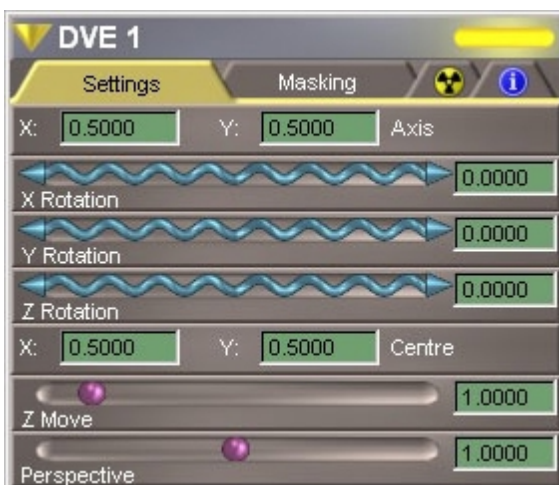 DVE 1
Settings Masking i
X: 0.5000 Y: 0.5000 Axis
0.0000
X Rotation
0.0000
Y Rotation
0.0000
Z Rotation
X: 0.5000 Y: 0.5000 Centre
1.0000
Z Move
1.0000
Perspective